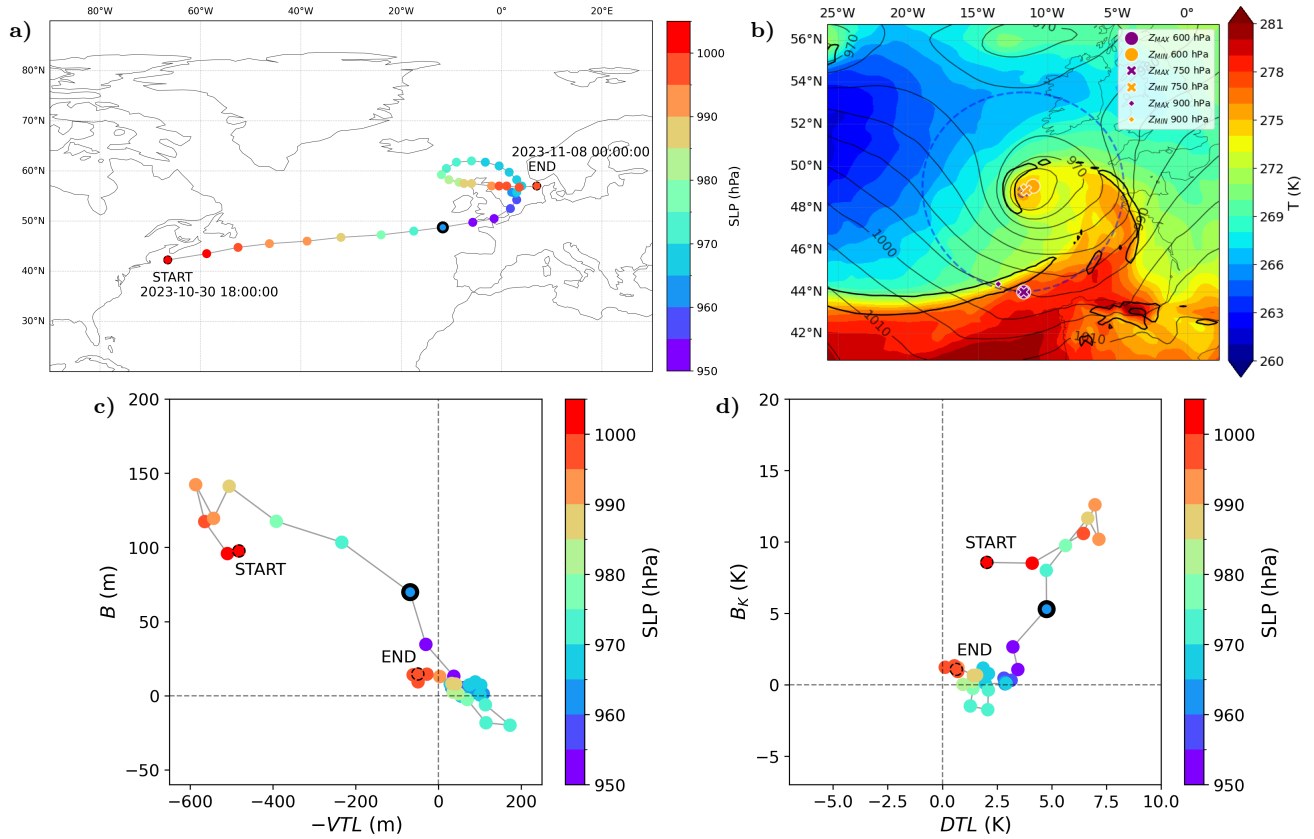 a)
60°W 40°W 20°W 0° 20°E
80°N
70°N
60°N
50°N
40°N
30°N
2023-11-08 00:00:00
END
START
2023-10-30 18:00:00
1000
990
980
970
960
950
SLP (hPa)
b)
25°W 20°W 15°W 10°W 5°W 0°
56°N
54°N
52°N
50°N
48°N
46°N
44°N
42°N
Z_MAX 600 hPa
Z_MIN 600 hPa
Z_MAX 750 hPa
Z_MIN 750 hPa
Z_MAX 900 hPa
Z_MIN 900 hPa
970
970
970
990
1000
1010
1010
281
278
275
272
269
266
263
260
T (K)
c)
200
150
100
50
0
−50
B (m)
START
END
−600 −400 −200 0 200
−VTL (m)
1000
990
980
970
960
950
SLP (hPa)
d)
20
15
10
5
0
−5
B_K (K)
START
END
−5.0 −2.5 0.0 2.5 5.0 7.5 10.0
DTL (K)
1000
990
980
970
960
950
SLP (hPa)